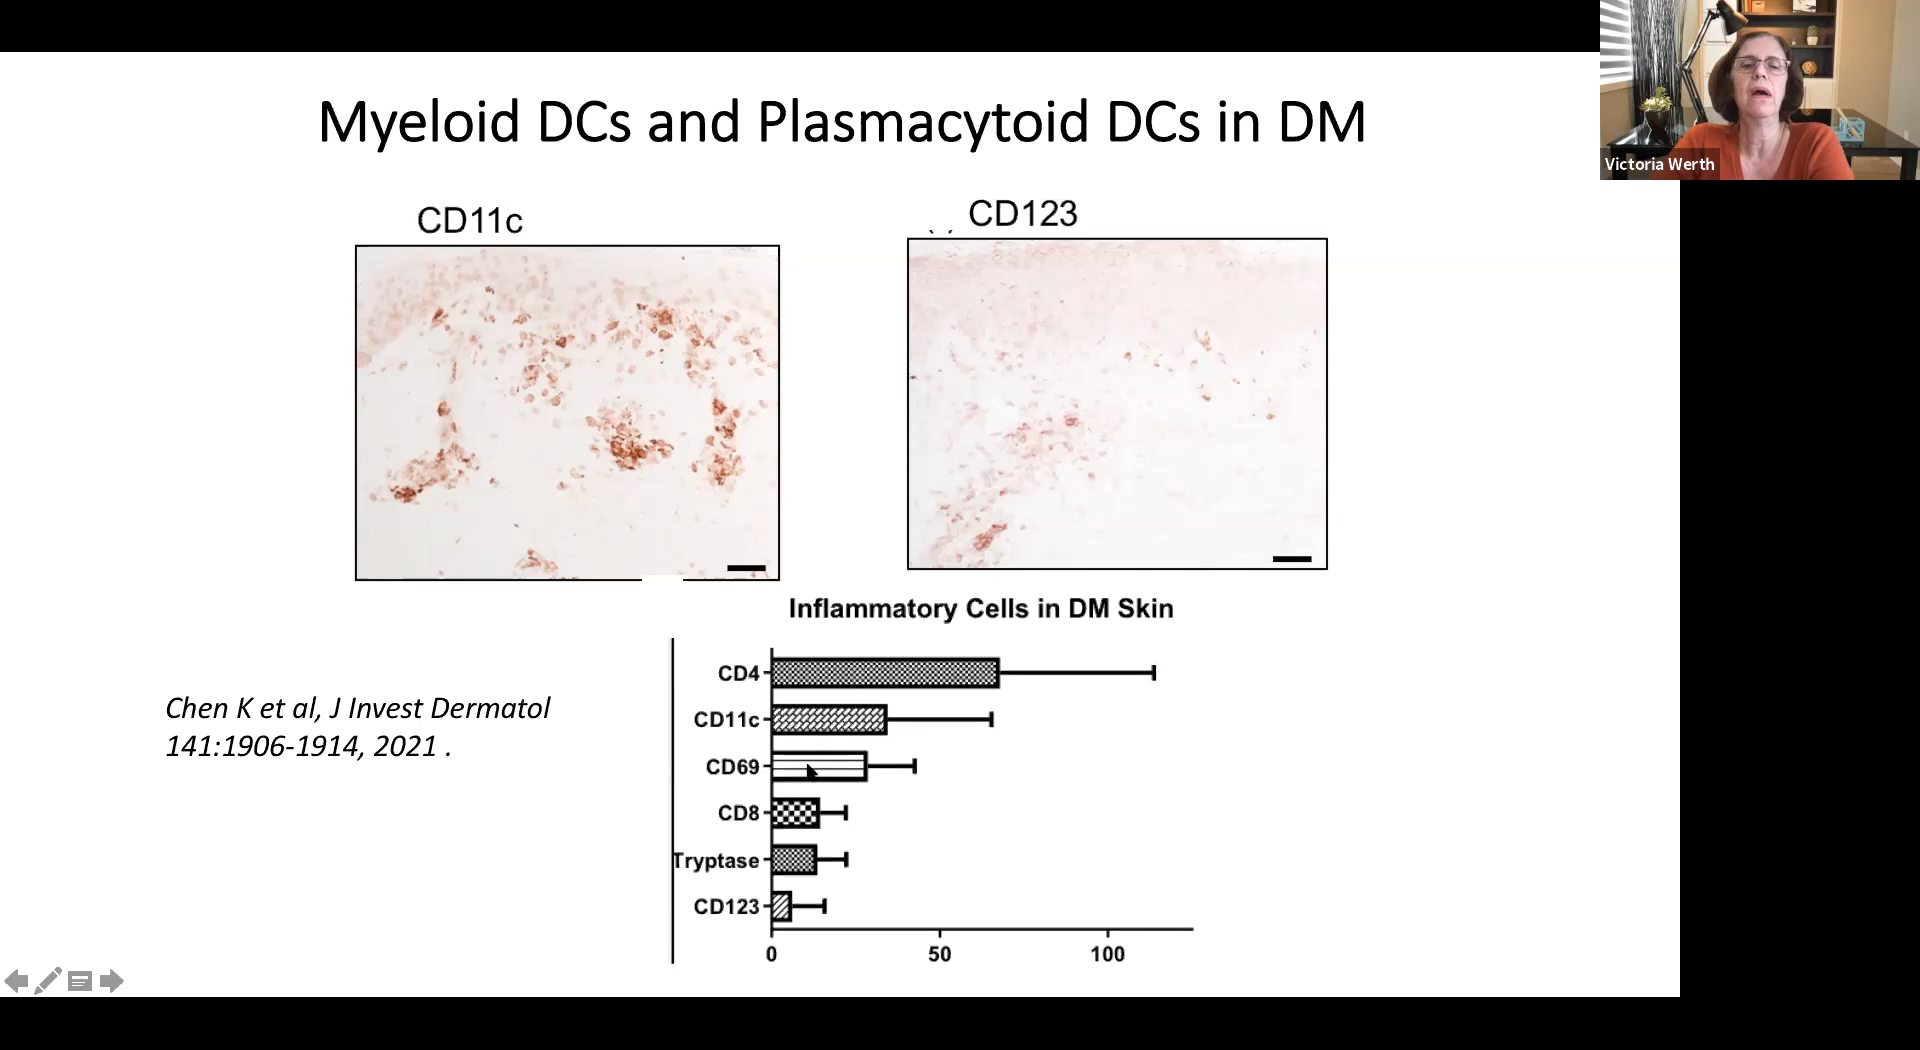 Myeloid DCs and Plasmacytoid DCs in DM
Victoria Werth
CD11c
CD123
Inflammatory Cells in DM Skin
CD4
CD11c
CD69
CD8
Tryptase
CD123
0 50 100
Chen K et al, J Invest Dermatol
141:1906-1914, 2021 .